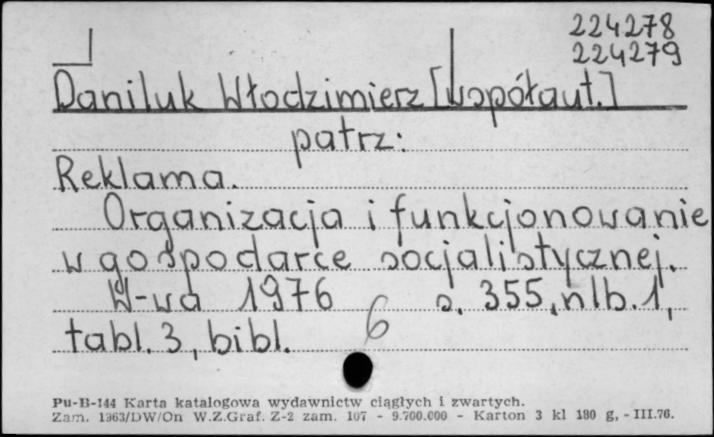 224278
224279
Daniluk Włodzimierz [współaut.]
patrz:
Reklama.
Organizacja i funkcjonowanie
w gospodarce socjalistycznej.
W-wa 1976 s. 355, nlb. 1,
tabl. 3, bibl. 6
Pu-B-144 Karta katalogowa wydawnictw ciągłych i zwartych.
Zam. 1363/DW/On W.Z.Graf. Z-2 zam. 107 - 9.700.000 - Karton 3 kl 180 g, - III.76.